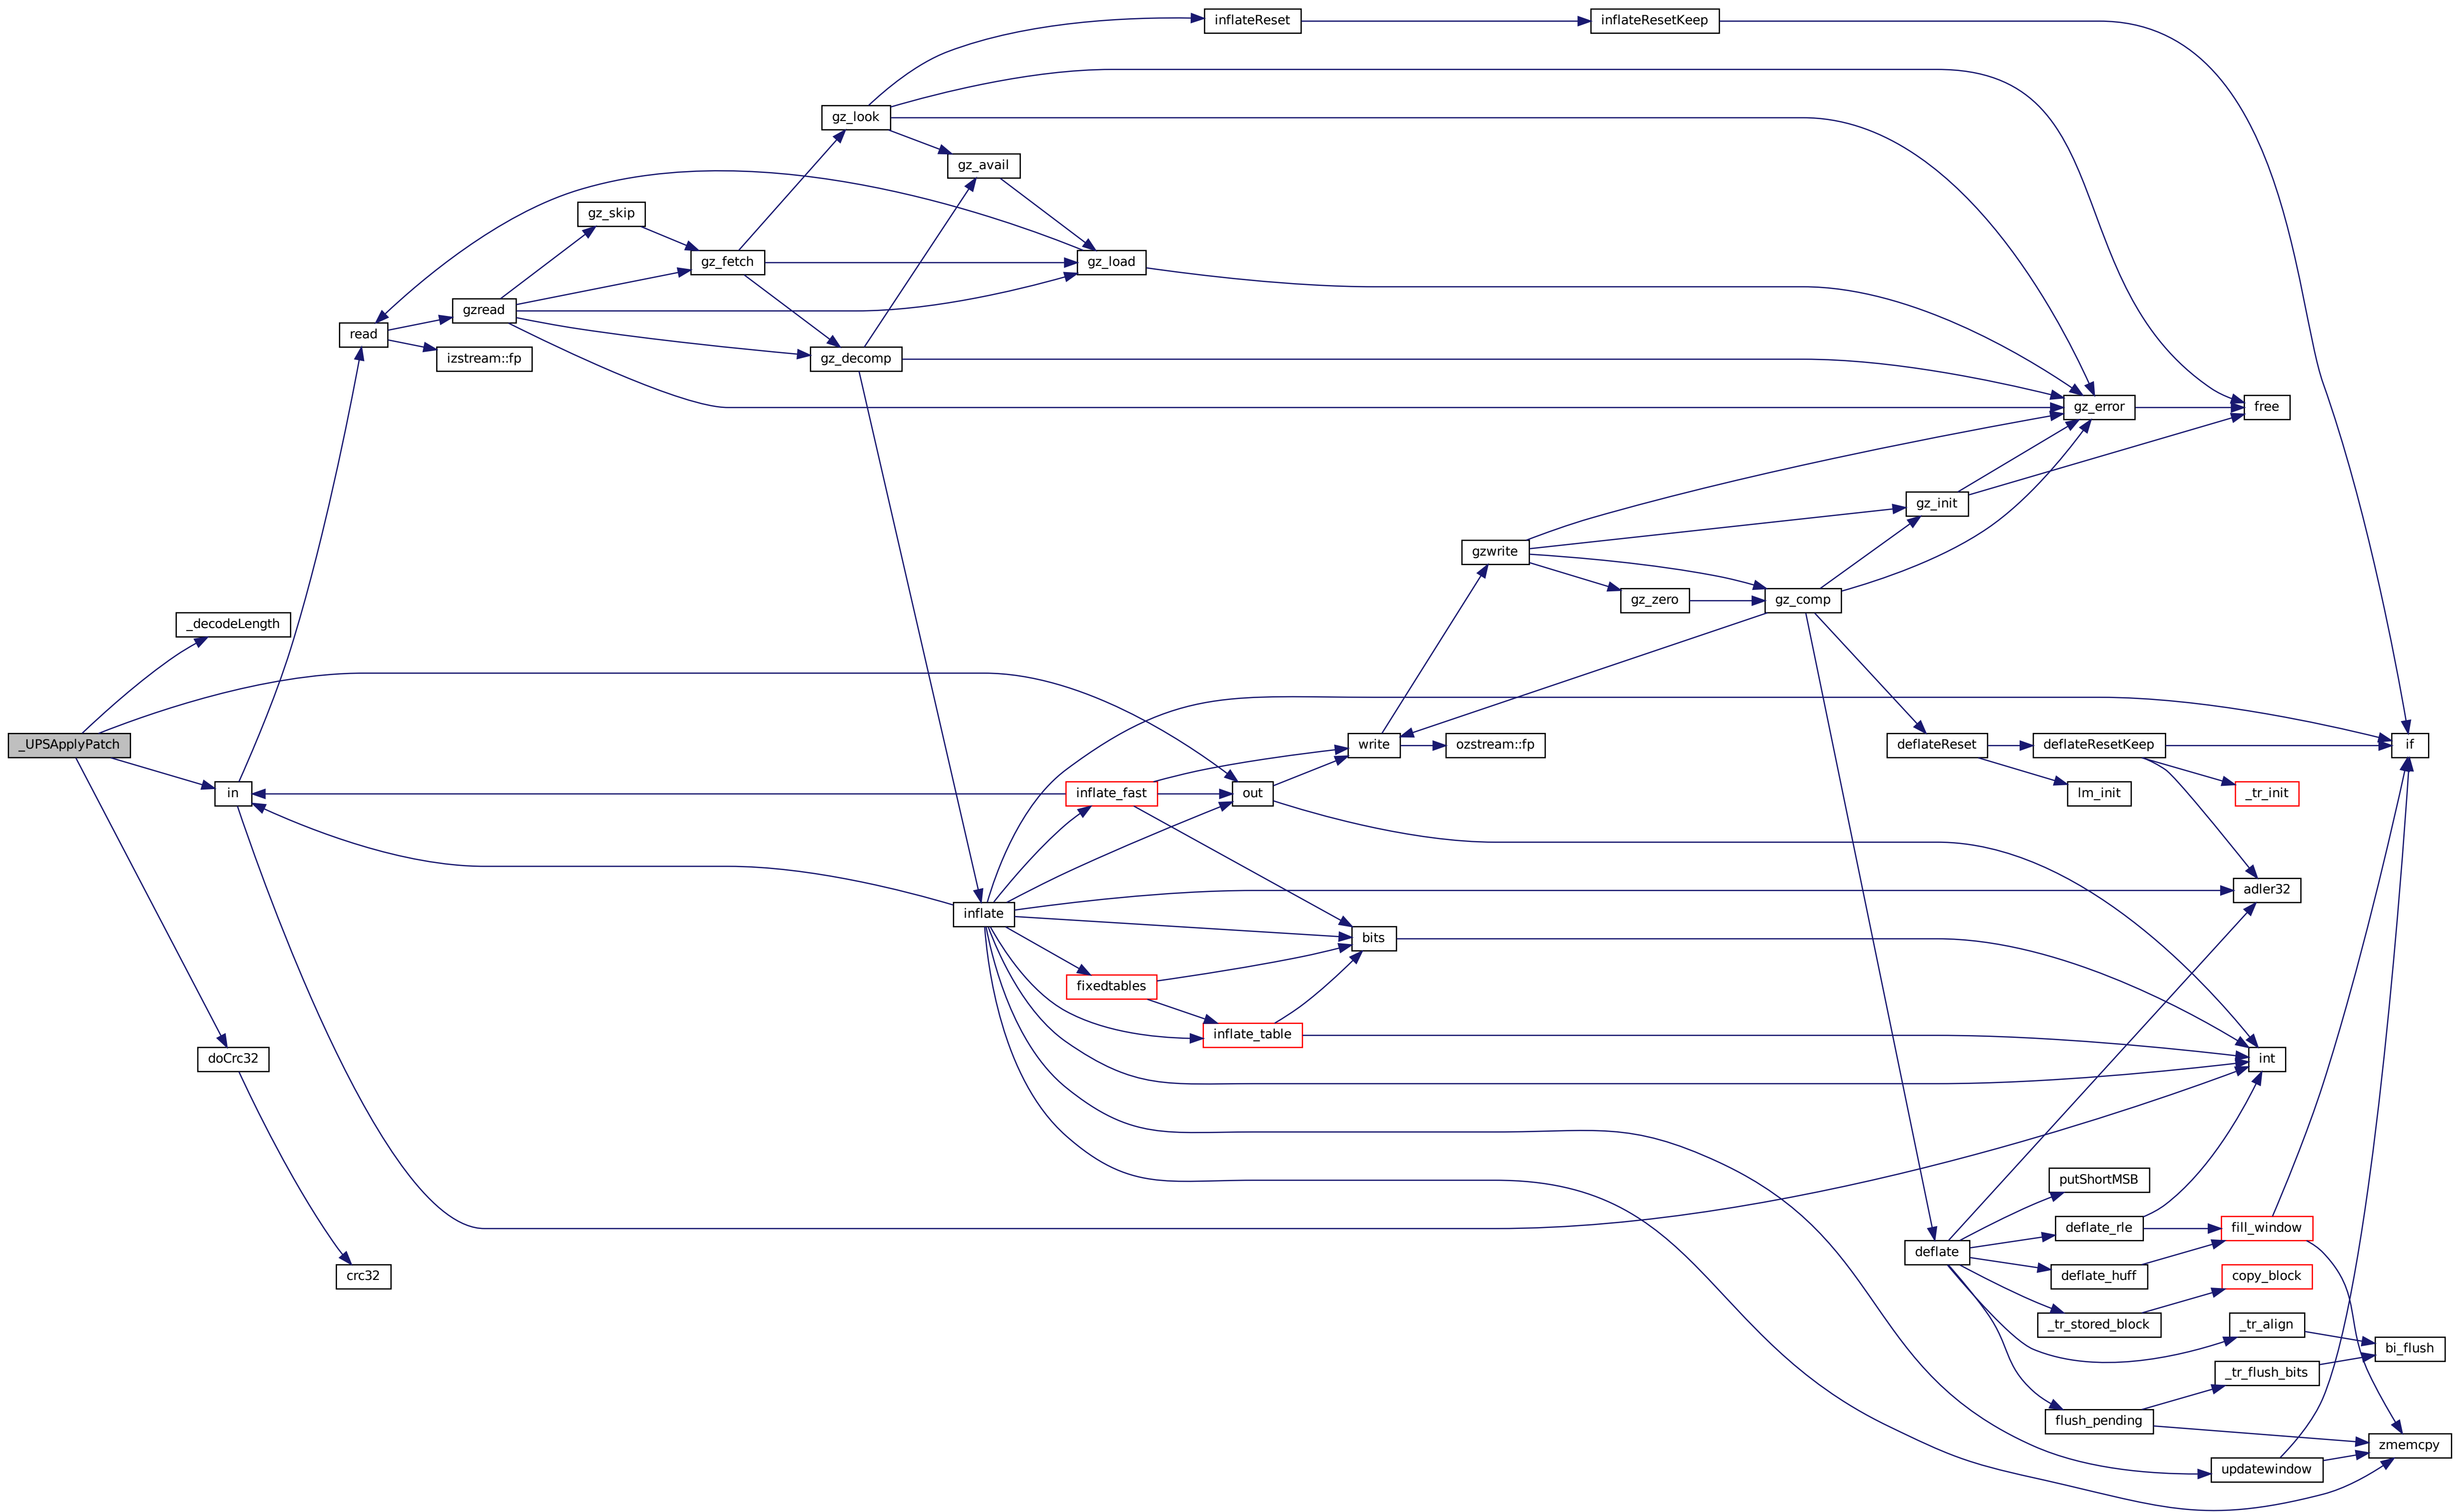 inflateReset
inflateResetKeep
gz_look
gz_avail
gz_skip
gz_fetch
gz_load
gzread
read
izstream::fp
gz_decomp
gz_error
free
gz_init
gzwrite
gz_zero
gz_comp
_decodeLength
_UPSApplyPatch
write
ozstream::fp
deflateReset
deflateResetKeep
if
in
inflate_fast
out
lm_init
_tr_init
adler32
inflate
bits
fixedtables
inflate_table
doCrc32
int
putShortMSB
deflate_rle
fill_window
deflate
crc32
deflate_huff
copy_block
_tr_stored_block
_tr_align
bi_flush
_tr_flush_bits
flush_pending
zmemcpy
updatewindow